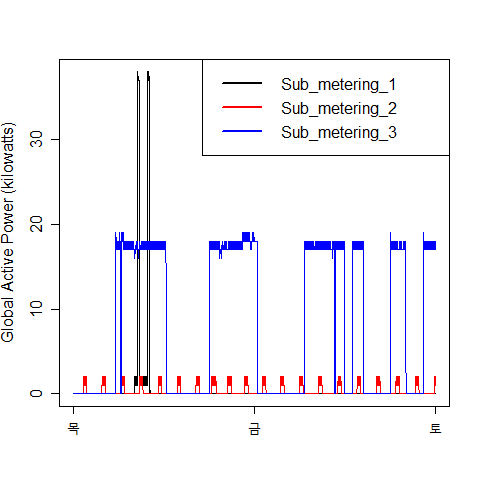 Sub_metering_1
Sub_metering_2
Sub_metering_3
Global Active Power (kilowatts)
30
20
10
0
목 금 토